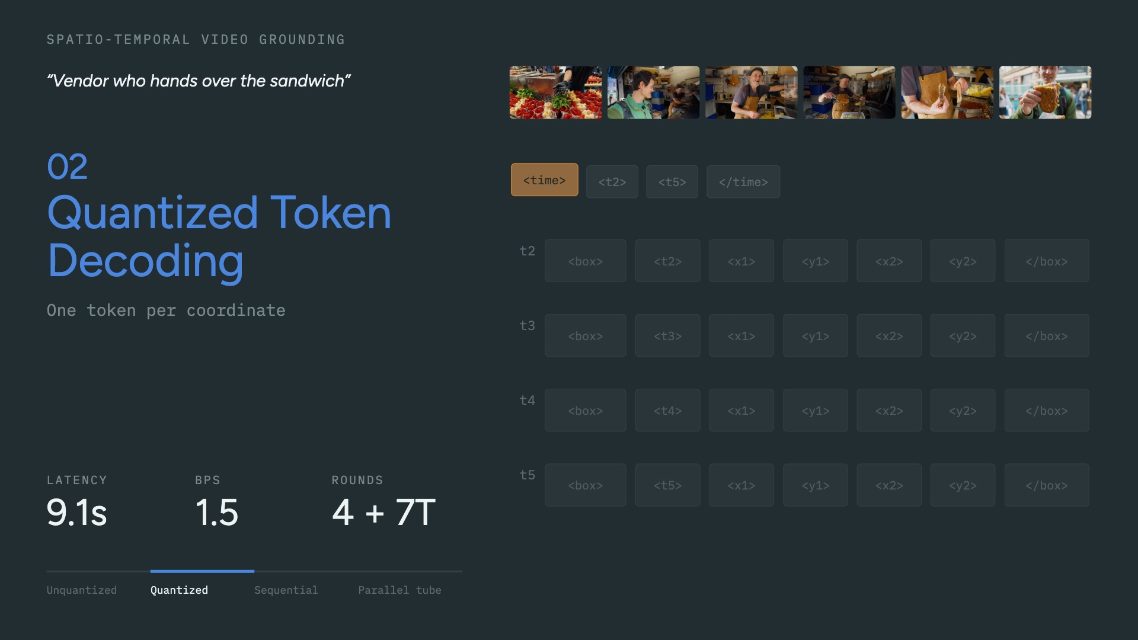 SPATIO-TEMPORAL VIDEO GROUNDING
“Vendor who hands over the sandwich”
02
Quantized Token
Decoding
One token per coordinate
<time> <t2> <t5> </time>
t2 <box> <t2> <x1> <y1> <x2> <y2> </box>
t3 <box> <t3> <x1> <y1> <x2> <y2> </box>
t4 <box> <t4> <x1> <y1> <x2> <y2> </box>
t5 <box> <t5> <x1> <y1> <x2> <y2> </box>
LATENCY BPS ROUNDS
9.1s 1.5 4 + 7T
Unquantized Quantized Sequential Parallel tube